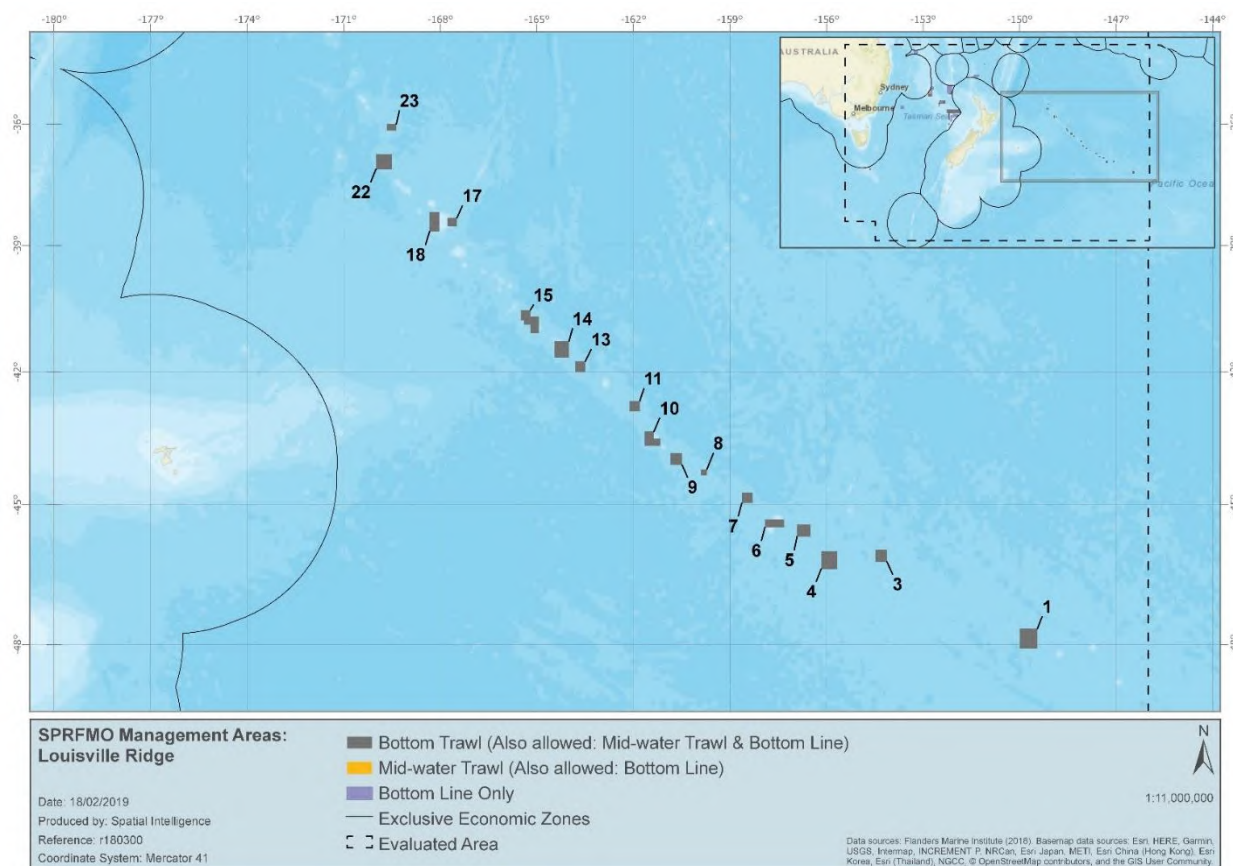 -180° -177° -174° -171° -168° -165° -162° -159° -156° -153° -150° -147° -144°
AUSTRALIA
Sydney
Melbourne
Tasman Sea
Pacific Ocea
23
-36°
22
17
18
-39° -39°
15
14
13
-42° -42°
11
10
8
9
-45° -45°
7
6
5
4
3
1
-48° -48°
SPRFMO Management Areas:
Louisville Ridge
Date: 18/02/2019
Produced by: Spatial Intelligence
Reference: r180300
Coordinate System: Mercator 41
Bottom Trawl (Also allowed: Mid-water Trawl & Bottom Line)
Mid-water Trawl (Also allowed: Bottom Line)
Bottom Line Only
Exclusive Economic Zones
Evaluated Area
N
1:11,000,000
Data sources: Flanders Marine Institute (2018). Basemap data sources: Esri, HERE, Garmin,
USGS, Intermap, INCREMENT P, NRCan, Esri Japan, METI, Esri China (Hong Kong), Esri
Korea, Esri (Thailand), NGCC, © OpenStreetMap contributors, and the GIS User Community.